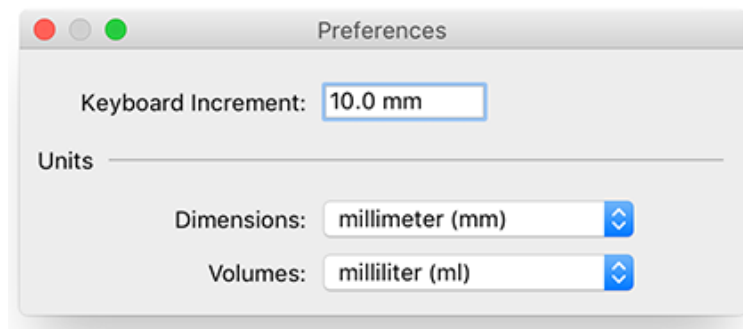 Preferences
Keyboard Increment: 10.0 mm
Units
Dimensions: millimeter (mm)
Volumes: milliliter (ml)